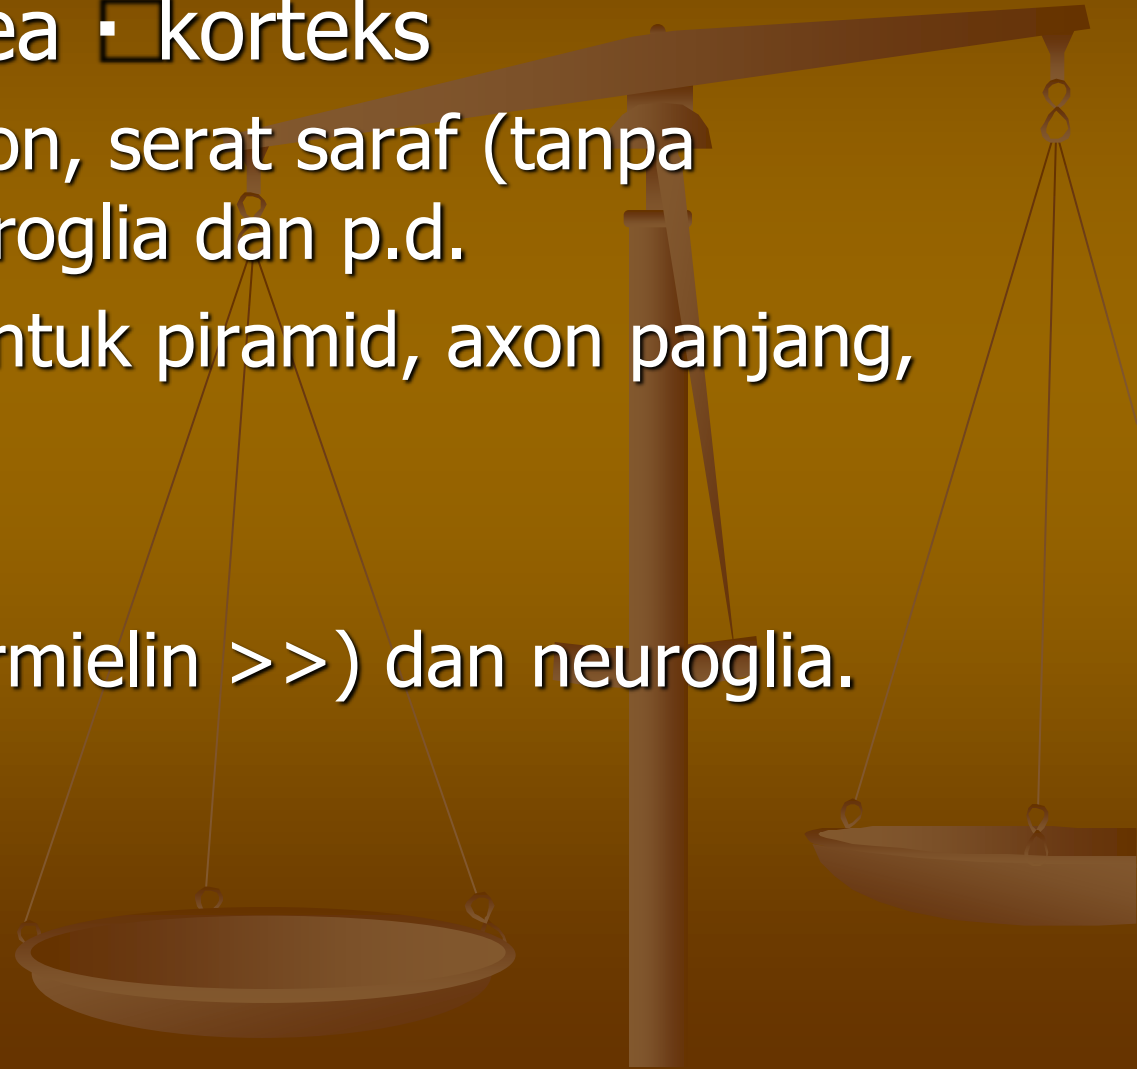 ea ▪ korteks
on, serat saraf (tanpa
roglia dan p.d.
ntuk piramid, axon panjang,
rmielin >>) dan neuroglia.